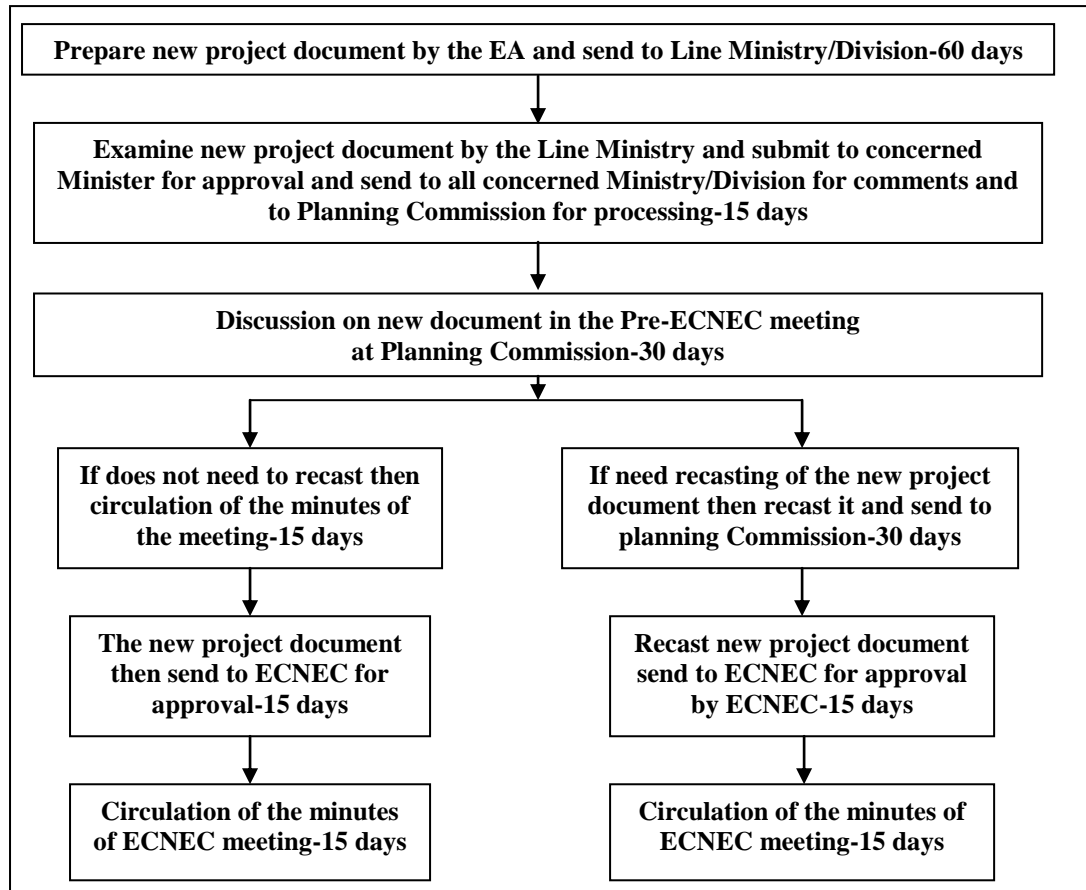 Prepare new project document by the EA and send to Line Ministry/Division-60 days
Examine new project document by the Line Ministry and submit to concerned
Minister for approval and send to all concerned Ministry/Division for comments and
to Planning Commission for processing-15 days
Discussion on new document in the Pre-ECNEC meeting
at Planning Commission-30 days
If does not need to recast then
circulation of the minutes of
the meeting-15 days
If need recasting of the new project
document then recast it and send to
planning Commission-30 days
The new project document
then send to ECNEC for
approval-15 days
Recast new project document
send to ECNEC for approval
by ECNEC-15 days
Circulation of the minutes
of ECNEC meeting-15 days
Circulation of the minutes of
ECNEC meeting-15 days